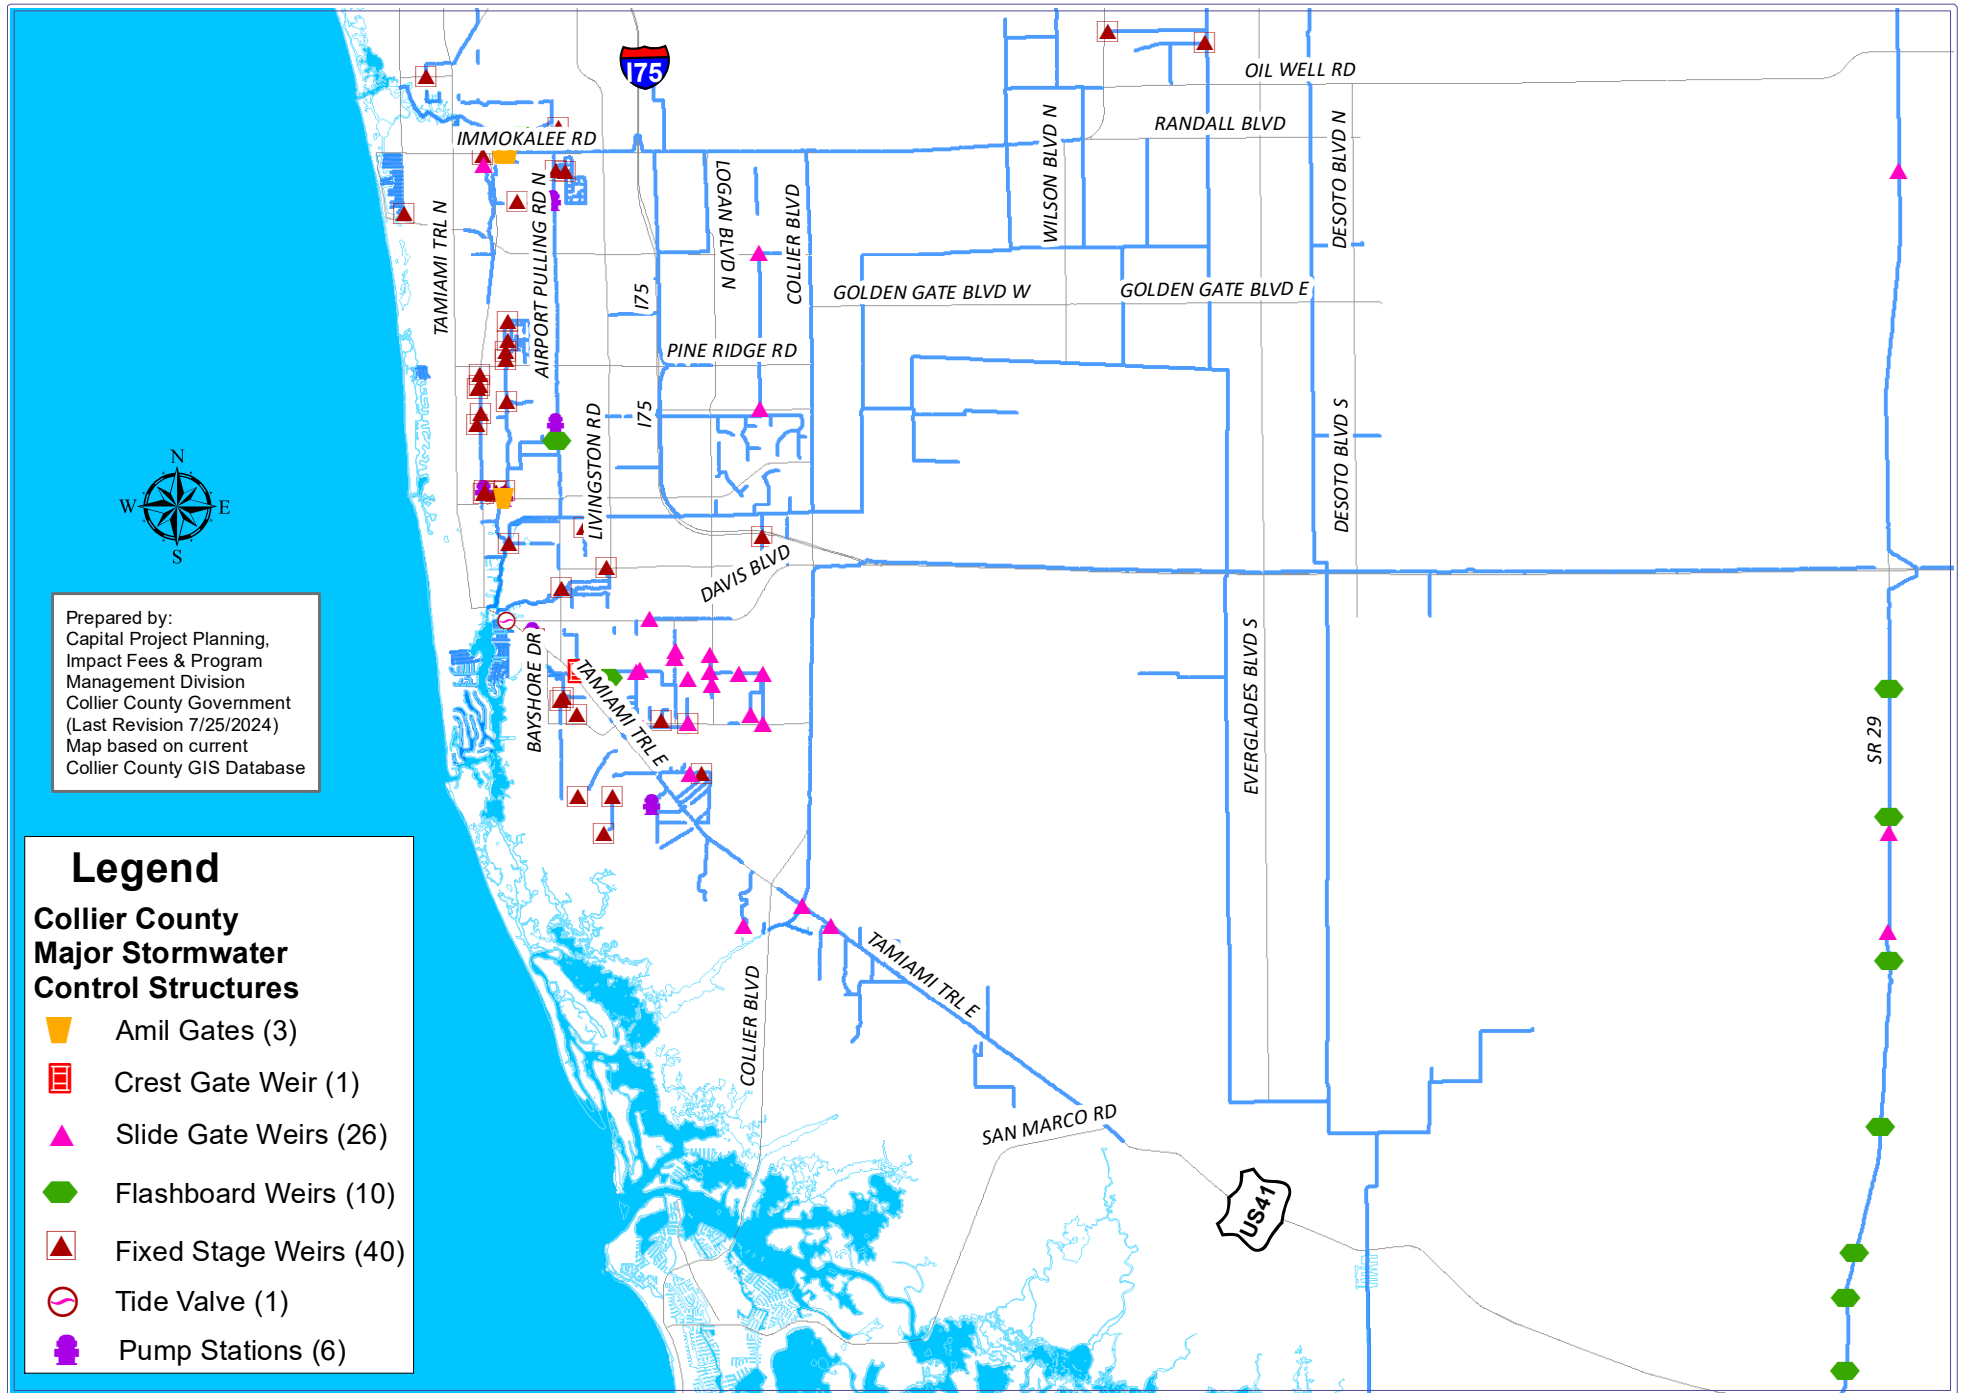 I75
OIL WELL RD
RANDALL BLVD
IMMOKALEE RD
WILSON BLVD N
DESOTO BLVD N
LOGAN BLVD N
COLLIER BLVD
TAMIAMI TRL N
AIRPORT PULLING RD N
I75
GOLDEN GATE BLVD W
GOLDEN GATE BLVD E
PINE RIDGE RD
I75
LIVINGSTON RD
DESOTO BLVD S
N
W
E
S
DAVIS BLVD
Prepared by:
Capital Project Planning,
Impact Fees & Program
Management Division
Collier County Government
(Last Revision 7/25/2024)
Map based on current
Collier County GIS Database
BAYSHORE DR
TAMIAMI TRL E
EVERGLADES BLVD S
SR 29
TAMIAMI TRL E
COLLIER BLVD
SAN MARCO RD
US41
Legend
Collier County
Major Stormwater
Control Structures
Amil Gates (3)
Crest Gate Weir (1)
Slide Gate Weirs (26)
Flashboard Weirs (10)
Fixed Stage Weirs (40)
Tide Valve (1)
Pump Stations (6)